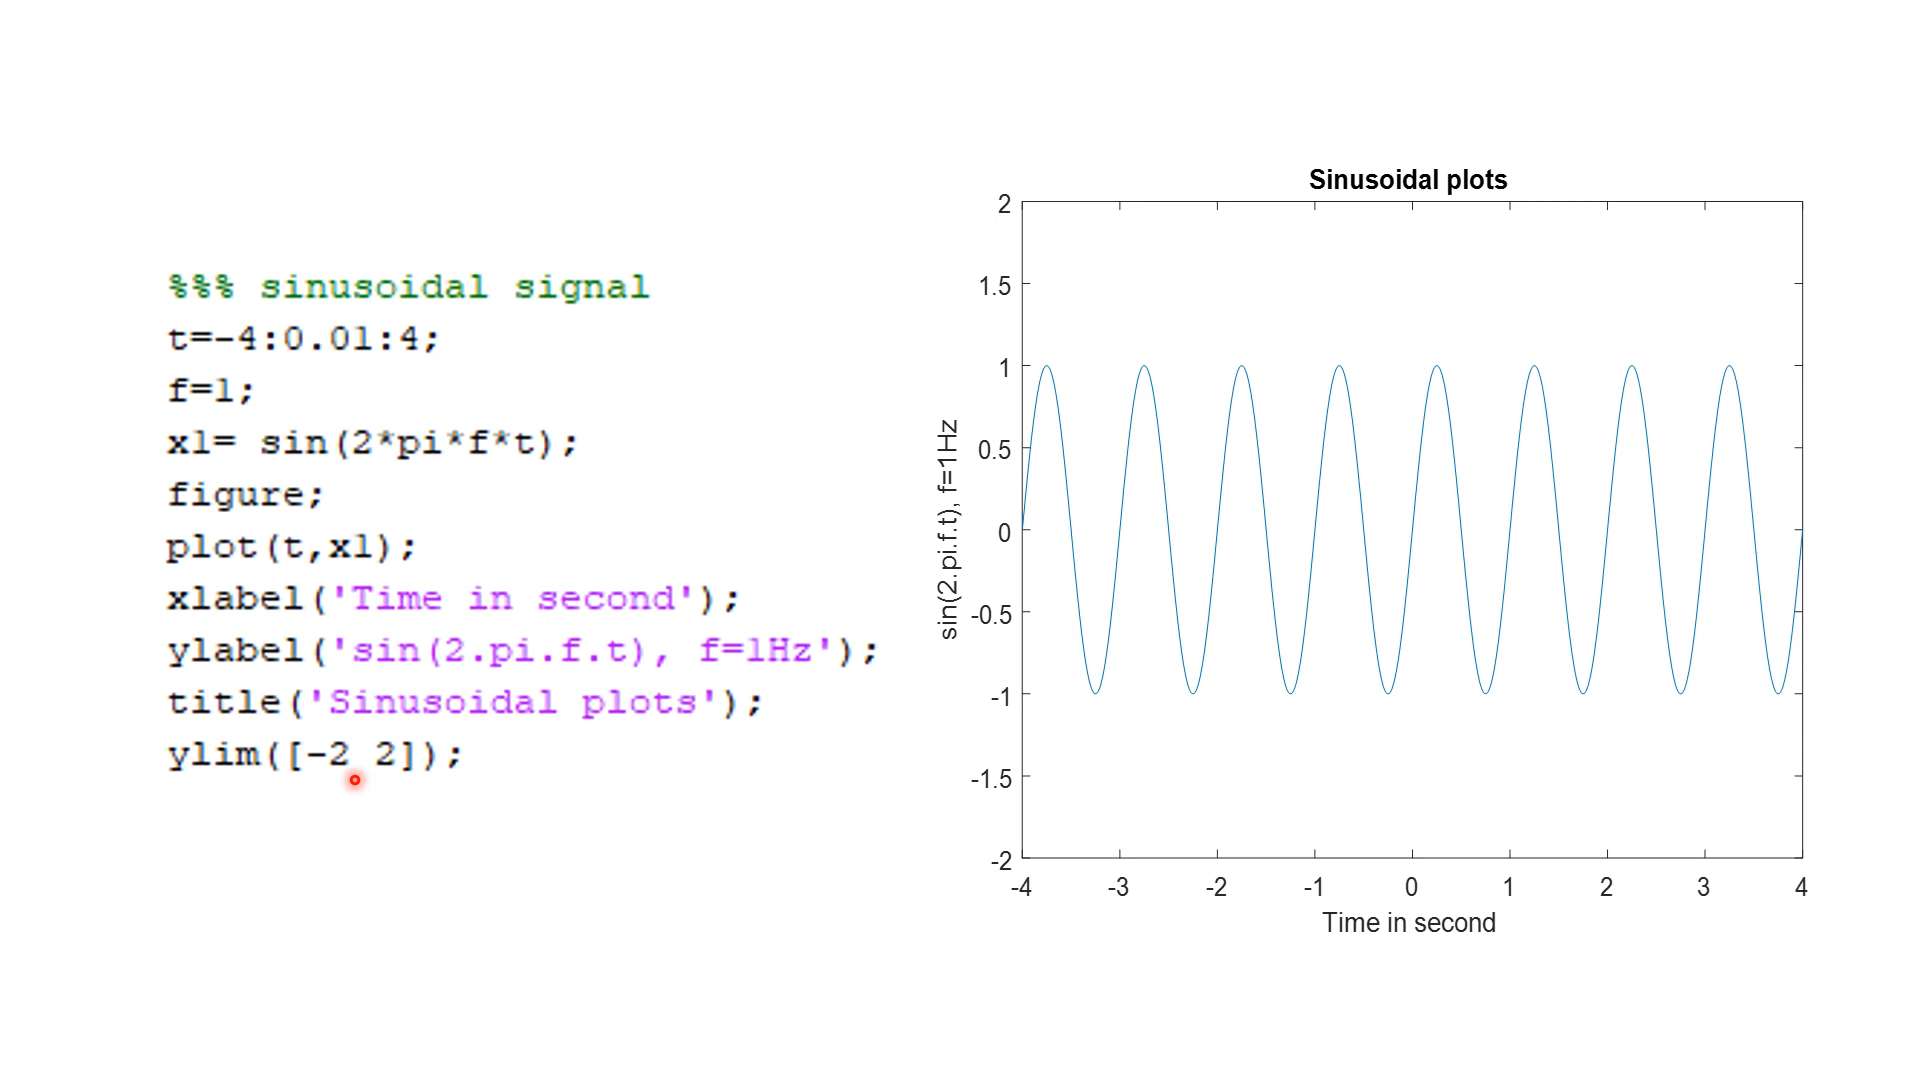 %%% sinusoidal signal
t=-4:0.01:4;
f=1;
x1= sin(2*pi*f*t);
figure;
plot(t,x1);
xlabel('Time in second');
ylabel('sin(2.pi.f.t), f=1Hz');
title('Sinusoidal plots');
ylim([-2 2]);
Sinusoidal plots
sin(2.pi.f.t), f=1Hz
2
1.5
1
0.5
0
-0.5
-1
-1.5
-2
-4 -3 -2 -1 0 1 2 3 4
Time in second